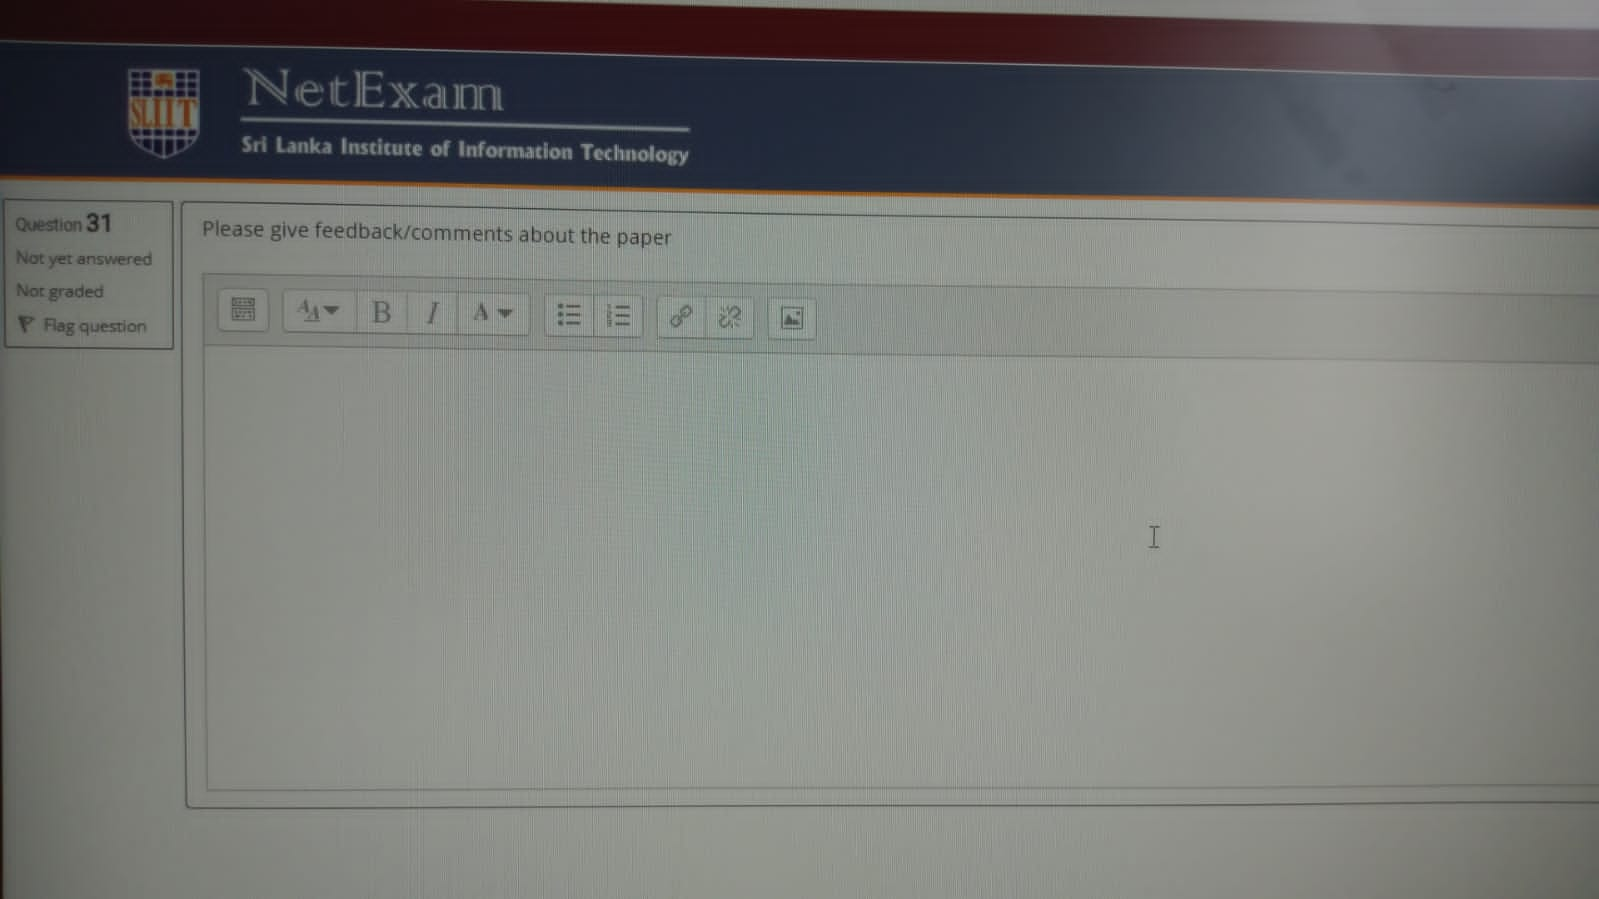 SLIIT
NetExam
Sri Lanka Institute of Information Technology
Question 31
Not yet answered
Not graded
Flag question
Please give feedback/comments about the paper
B I A